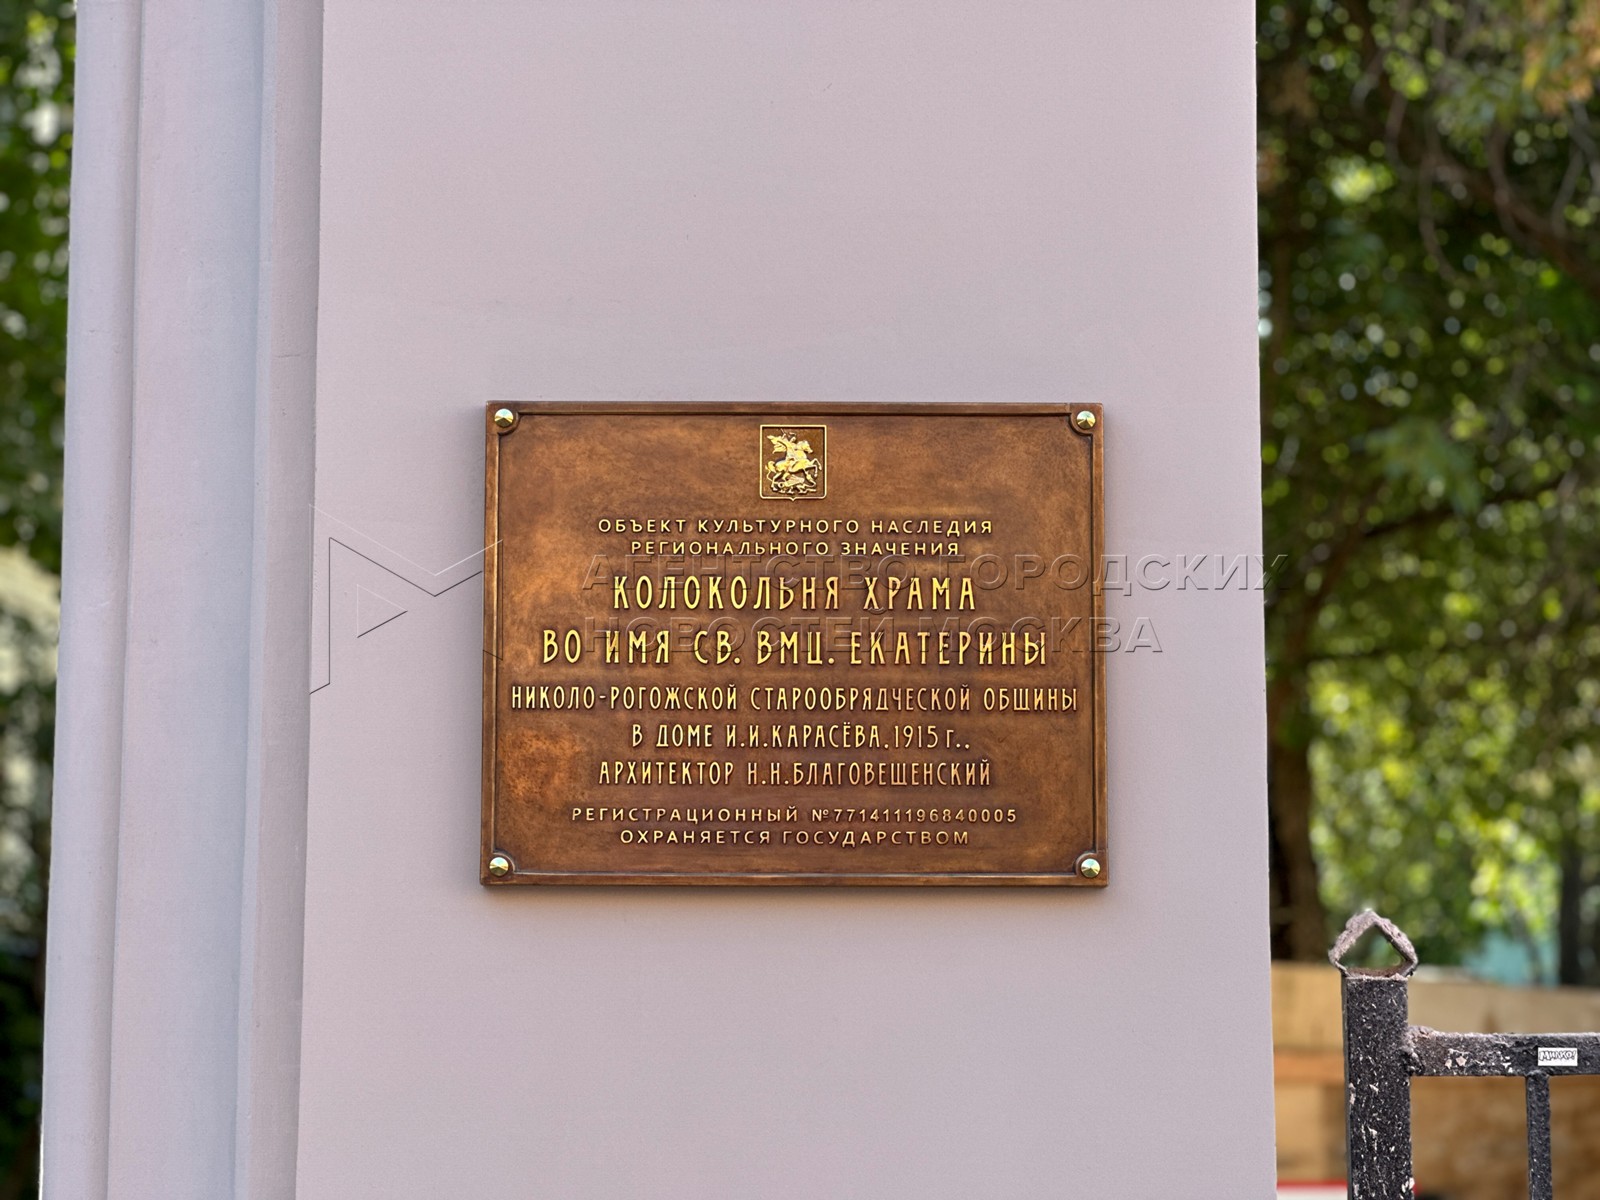 ОБЪЕКТ КУЛЬТУРНОГО НАСЛЕДИЯ
РЕГИОНАЛЬНОГО ЗНАЧЕНИЯ
КОЛОКОЛЬНЯ ХРАМА
ВО ИМЯ СВ. ВМЦ. ЕКАТЕРИНЫ
НИКОЛО-РОГОЖСКОЙ СТАРООБРЯДЧЕСКОЙ ОБЩИНЫ
В ДОМЕ И.И.КАРАСЁВА.1915 г..
АРХИТЕКТОР Н.Н.БЛАГОВЕЩЕНСКИЙ
РЕГИСТРАЦИОННЫЙ №771411196840005
ОХРАНЯЕТСЯ ГОСУДАРСТВОМ
АГЕНТСТВО ГОРОДСКИХ
НОВОСТЕЙ МОСКВА